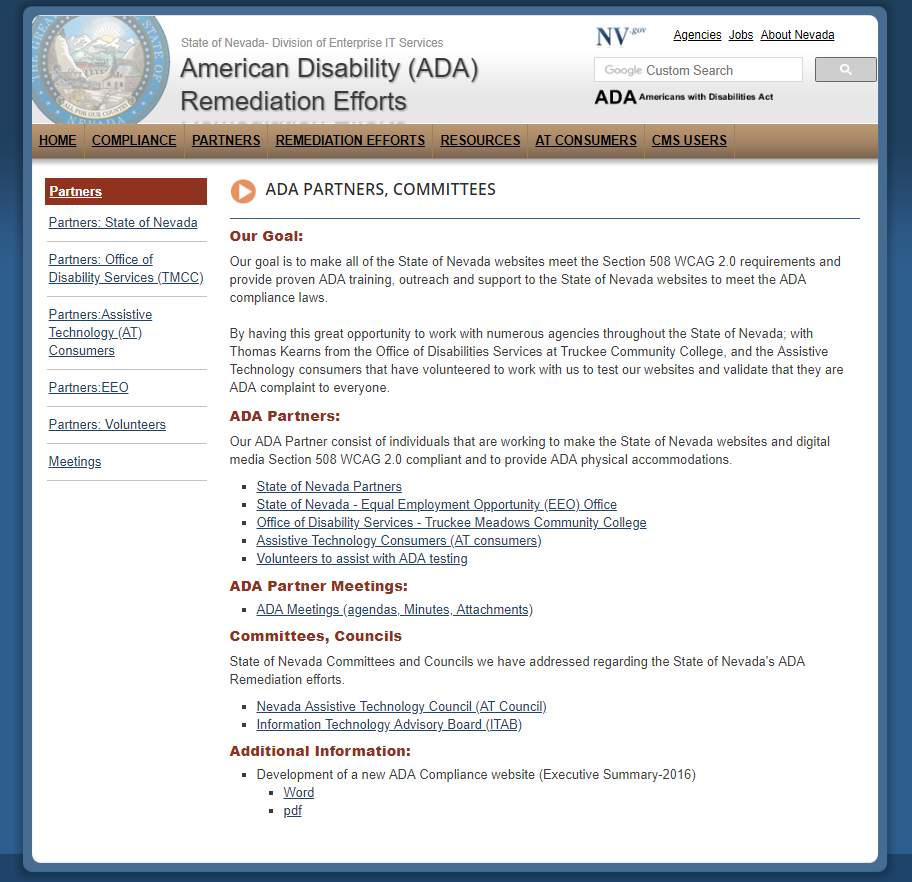 THE GREAT SEAL OF THE STATE OF NEVADA
ALL FOR OUR COUNTRY
State of Nevada- Division of Enterprise IT Services
American Disability (ADA)
Remediation Efforts
NV.gov
Agencies Jobs About Nevada
Google Custom Search
ADA Americans with Disabilities Act
HOME COMPLIANCE PARTNERS REMEDIATION EFFORTS RESOURCES AT CONSUMERS CMS USERS
Partners
Partners: State of Nevada
Partners: Office of
Disability Services (TMCC)
Partners:Assistive
Technology (AT)
Consumers
Partners:EEO
Partners: Volunteers
Meetings
ADA PARTNERS, COMMITTEES
Our Goal:
Our goal is to make all of the State of Nevada websites meet the Section 508 WCAG 2.0 requirements and
provide proven ADA training, outreach and support to the State of Nevada websites to meet the ADA
compliance laws.
By having this great opportunity to work with numerous agencies throughout the State of Nevada; with
Thomas Kearns from the Office of Disabilities Services at Truckee Community College, and the Assistive
Technology consumers that have volunteered to work with us to test our websites and validate that they are
ADA complaint to everyone.
ADA Partners:
Our ADA Partner consist of individuals that are working to make the State of Nevada websites and digital
media Section 508 WCAG 2.0 compliant and to provide ADA physical accommodations.
State of Nevada Partners
State of Nevada - Equal Employment Opportunity (EEO) Office
Office of Disability Services - Truckee Meadows Community College
Assistive Technology Consumers (AT consumers)
Volunteers to assist with ADA testing
ADA Partner Meetings:
ADA Meetings (agendas, Minutes, Attachments)
Committees, Councils
State of Nevada Committees and Councils we have addressed regarding the State of Nevada's ADA
Remediation efforts.
Nevada Assistive Technology Council (AT Council)
Information Technology Advisory Board (ITAB)
Additional Information:
Development of a new ADA Compliance website (Executive Summary-2016)
Word
pdf